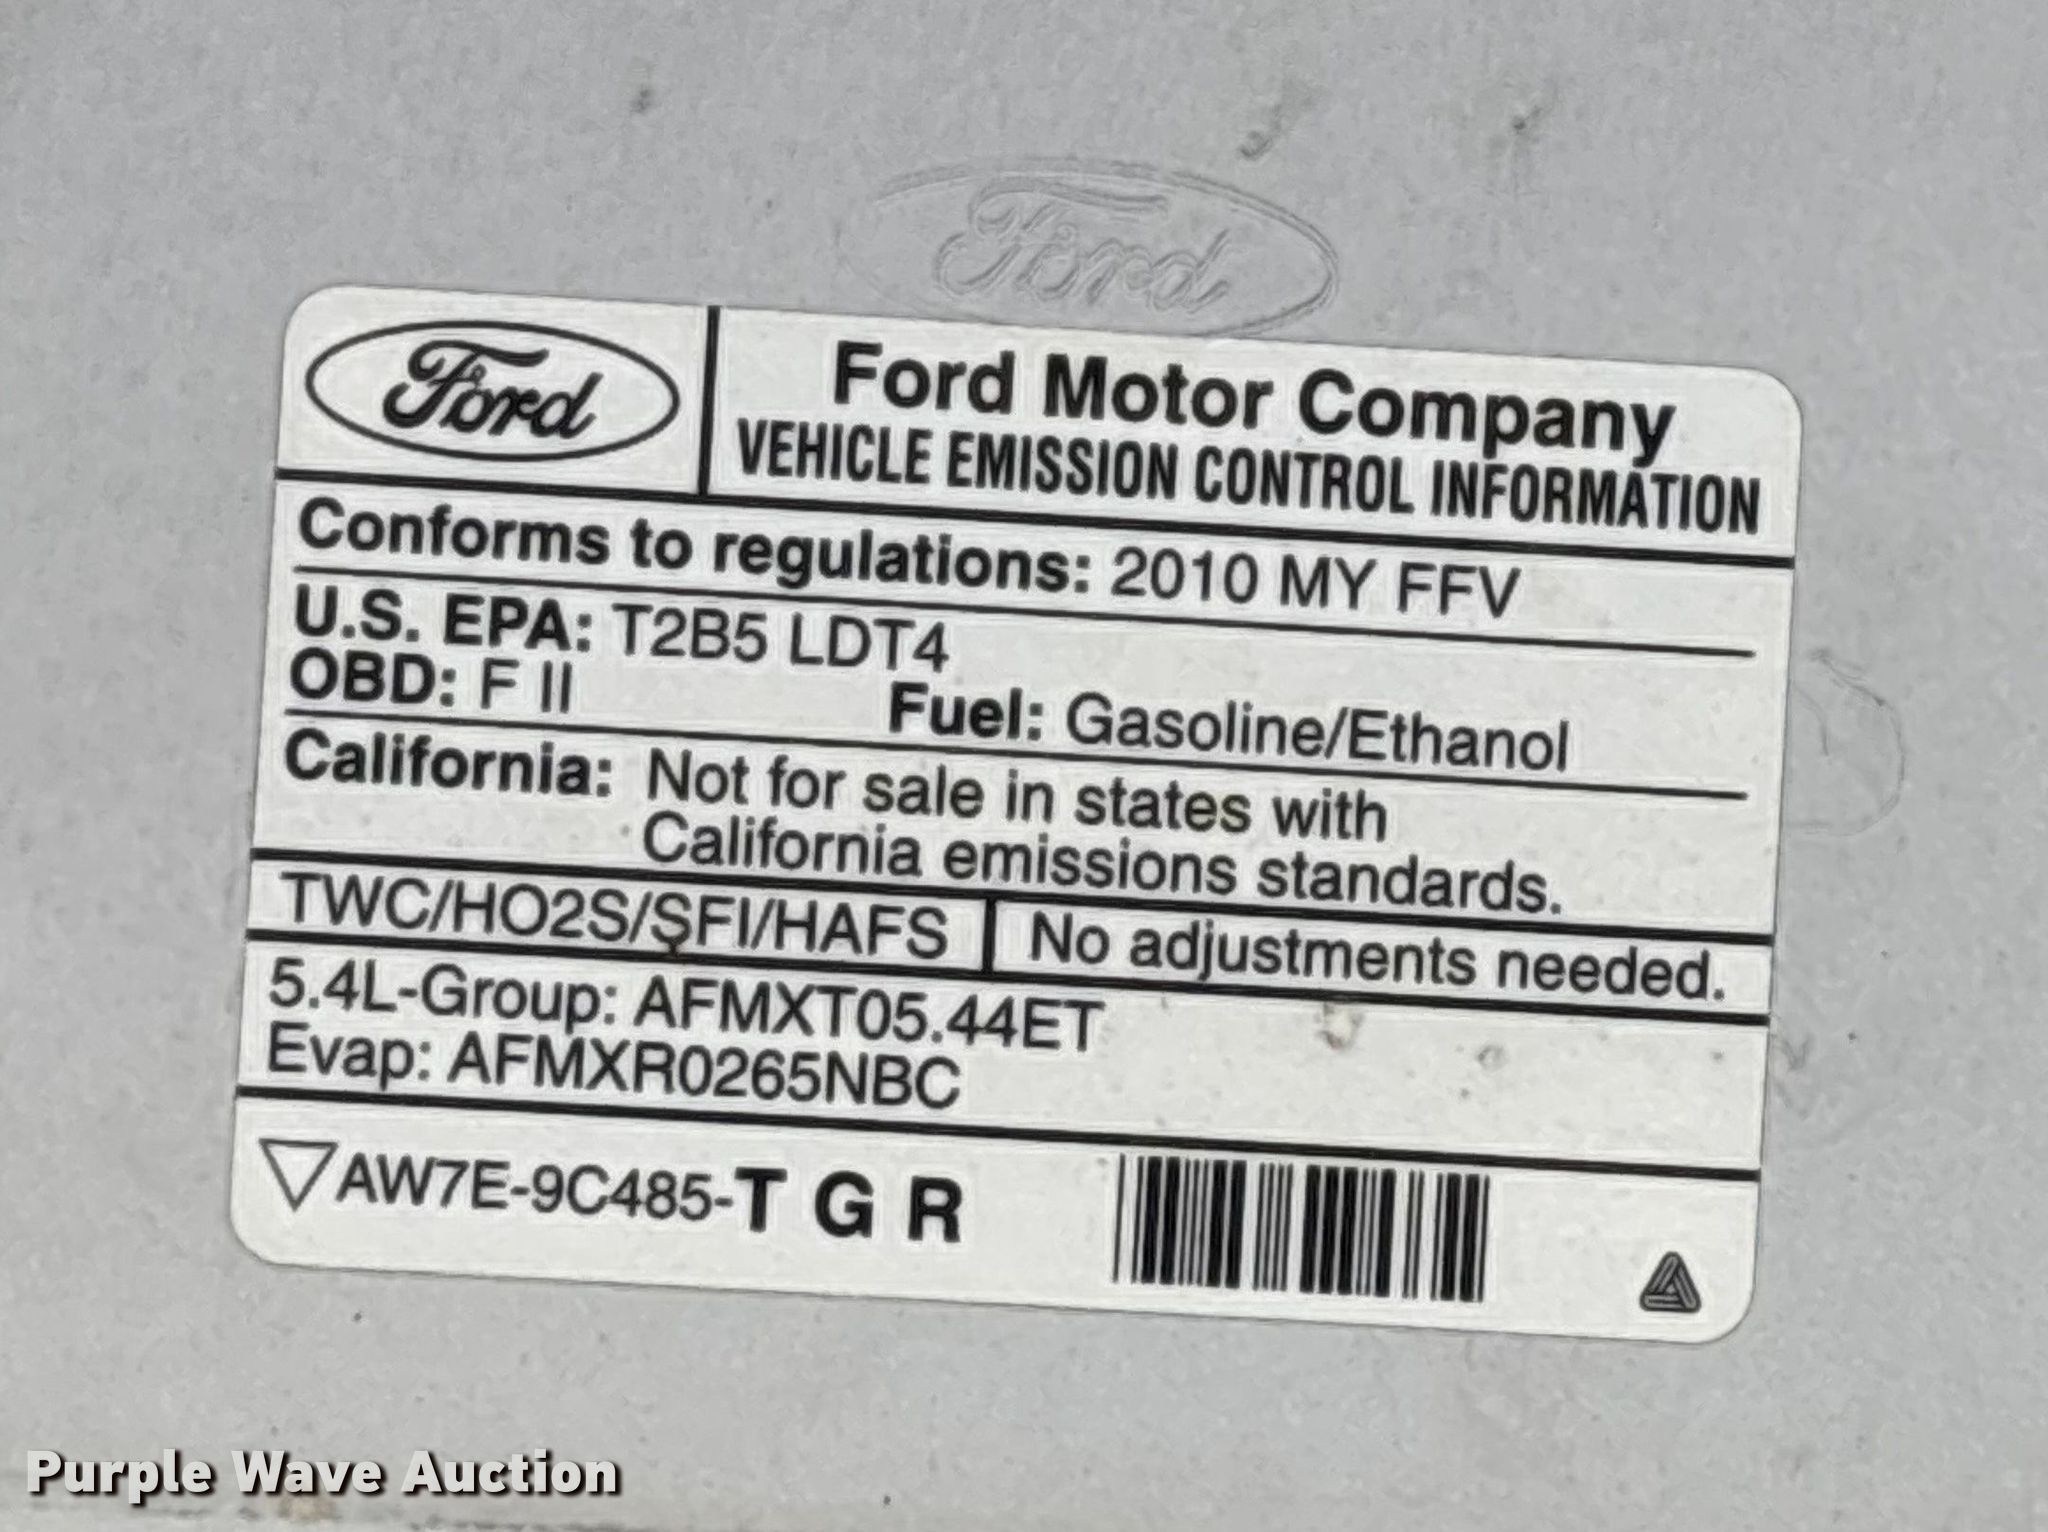 Ford
Ford
Ford Motor Company
VEHICLE EMISSION CONTROL INFORMATION
Conforms to regulations: 2010 MY FFV
U.S. EPA: T2B5 LDT4
OBD: F II Fuel: Gasoline/Ethanol
California: Not for sale in states with
California emissions standards.
TWC/HO2S/SFI/HAFS No adjustments needed.
5.4L-Group: AFMXT05.44ET
Evap: AFMXR0265NBC
AW7E-9C485-T G R
Purple Wave Auction